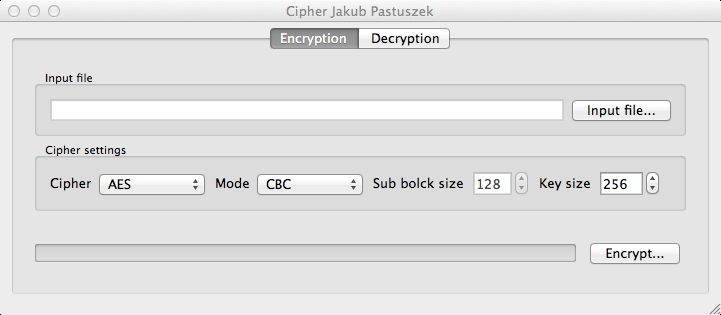 Cipher Jakub Pastuszek
Encryption Decryption
Input file
Input file...
Cipher settings
Cipher AES Mode CBC Sub bolck size 128 Key size 256
Encrypt...